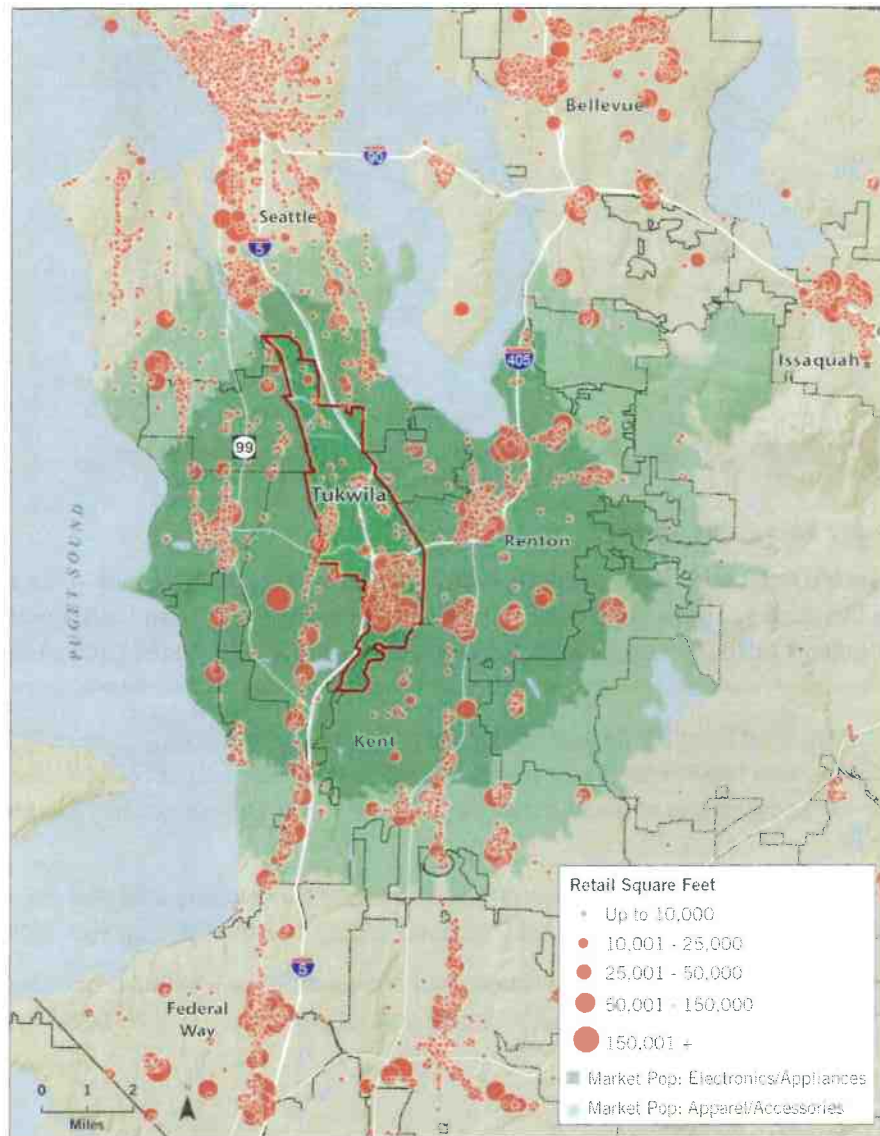 Bellevue
90
Seattle
5
405
Issaquah
99
Tukwila
Renton
PUGET SOUND
Kent
5
Federal
Way
0 1 2
Miles
N
Retail Square Feet
Up to 10,000
10,001 - 25,000
25,001 - 50,000
50,001 - 150,000
150,001 +
Market Pop: Electronics/Appliances
Market Pop: Apparel/Accessories